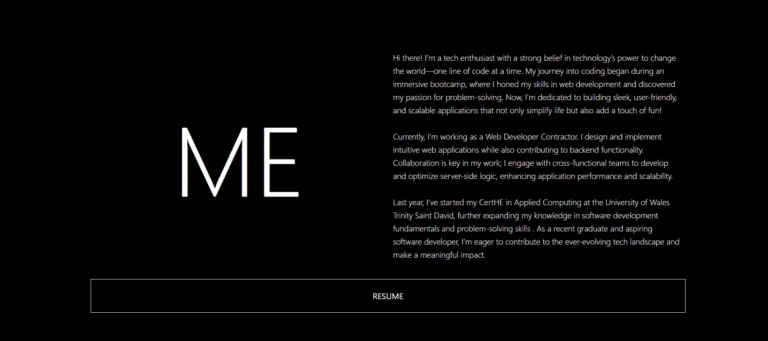 ME
Hi there! I'm a tech enthusiast with a strong belief in technology's power to change
the world—one line of code at a time. My journey into coding began during an
immersive bootcamp, where I honed my skills in web development and discovered
my passion for problem-solving. Now, I'm dedicated to building sleek, user-friendly,
and scalable applications that not only simplify life but also add a touch of fun!
Currently, I'm working as a Web Developer Contractor. I design and implement
intuitive web applications while also contributing to backend functionality.
Collaboration is key in my work; I engage with cross-functional teams to develop
and optimize server-side logic, enhancing application performance and scalability.
Last year, I've started my CertHE in Applied Computing at the University of Wales
Trinity Saint David, further expanding my knowledge in software development
fundamentals and problem-solving skills . As a recent graduate and aspiring
software developer, I'm eager to contribute to the ever-evolving tech landscape and
make a meaningful impact.
RESUME